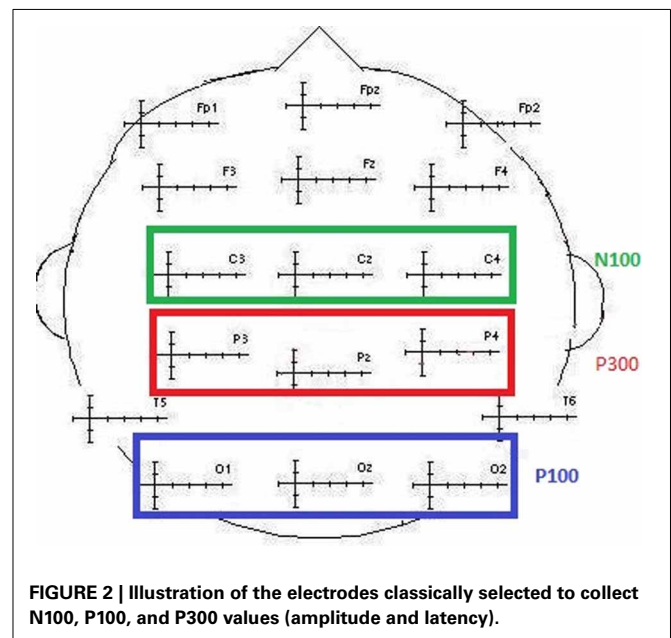 Fp1 Fpz Fp2
F3 Fz F4
C3 Cz C4 N100
P3 Pz P4 P300
T5 T6
O1 Oz O2 P100
FIGURE 2 | Illustration of the electrodes classically selected to collect
N100, P100, and P300 values (amplitude and latency).